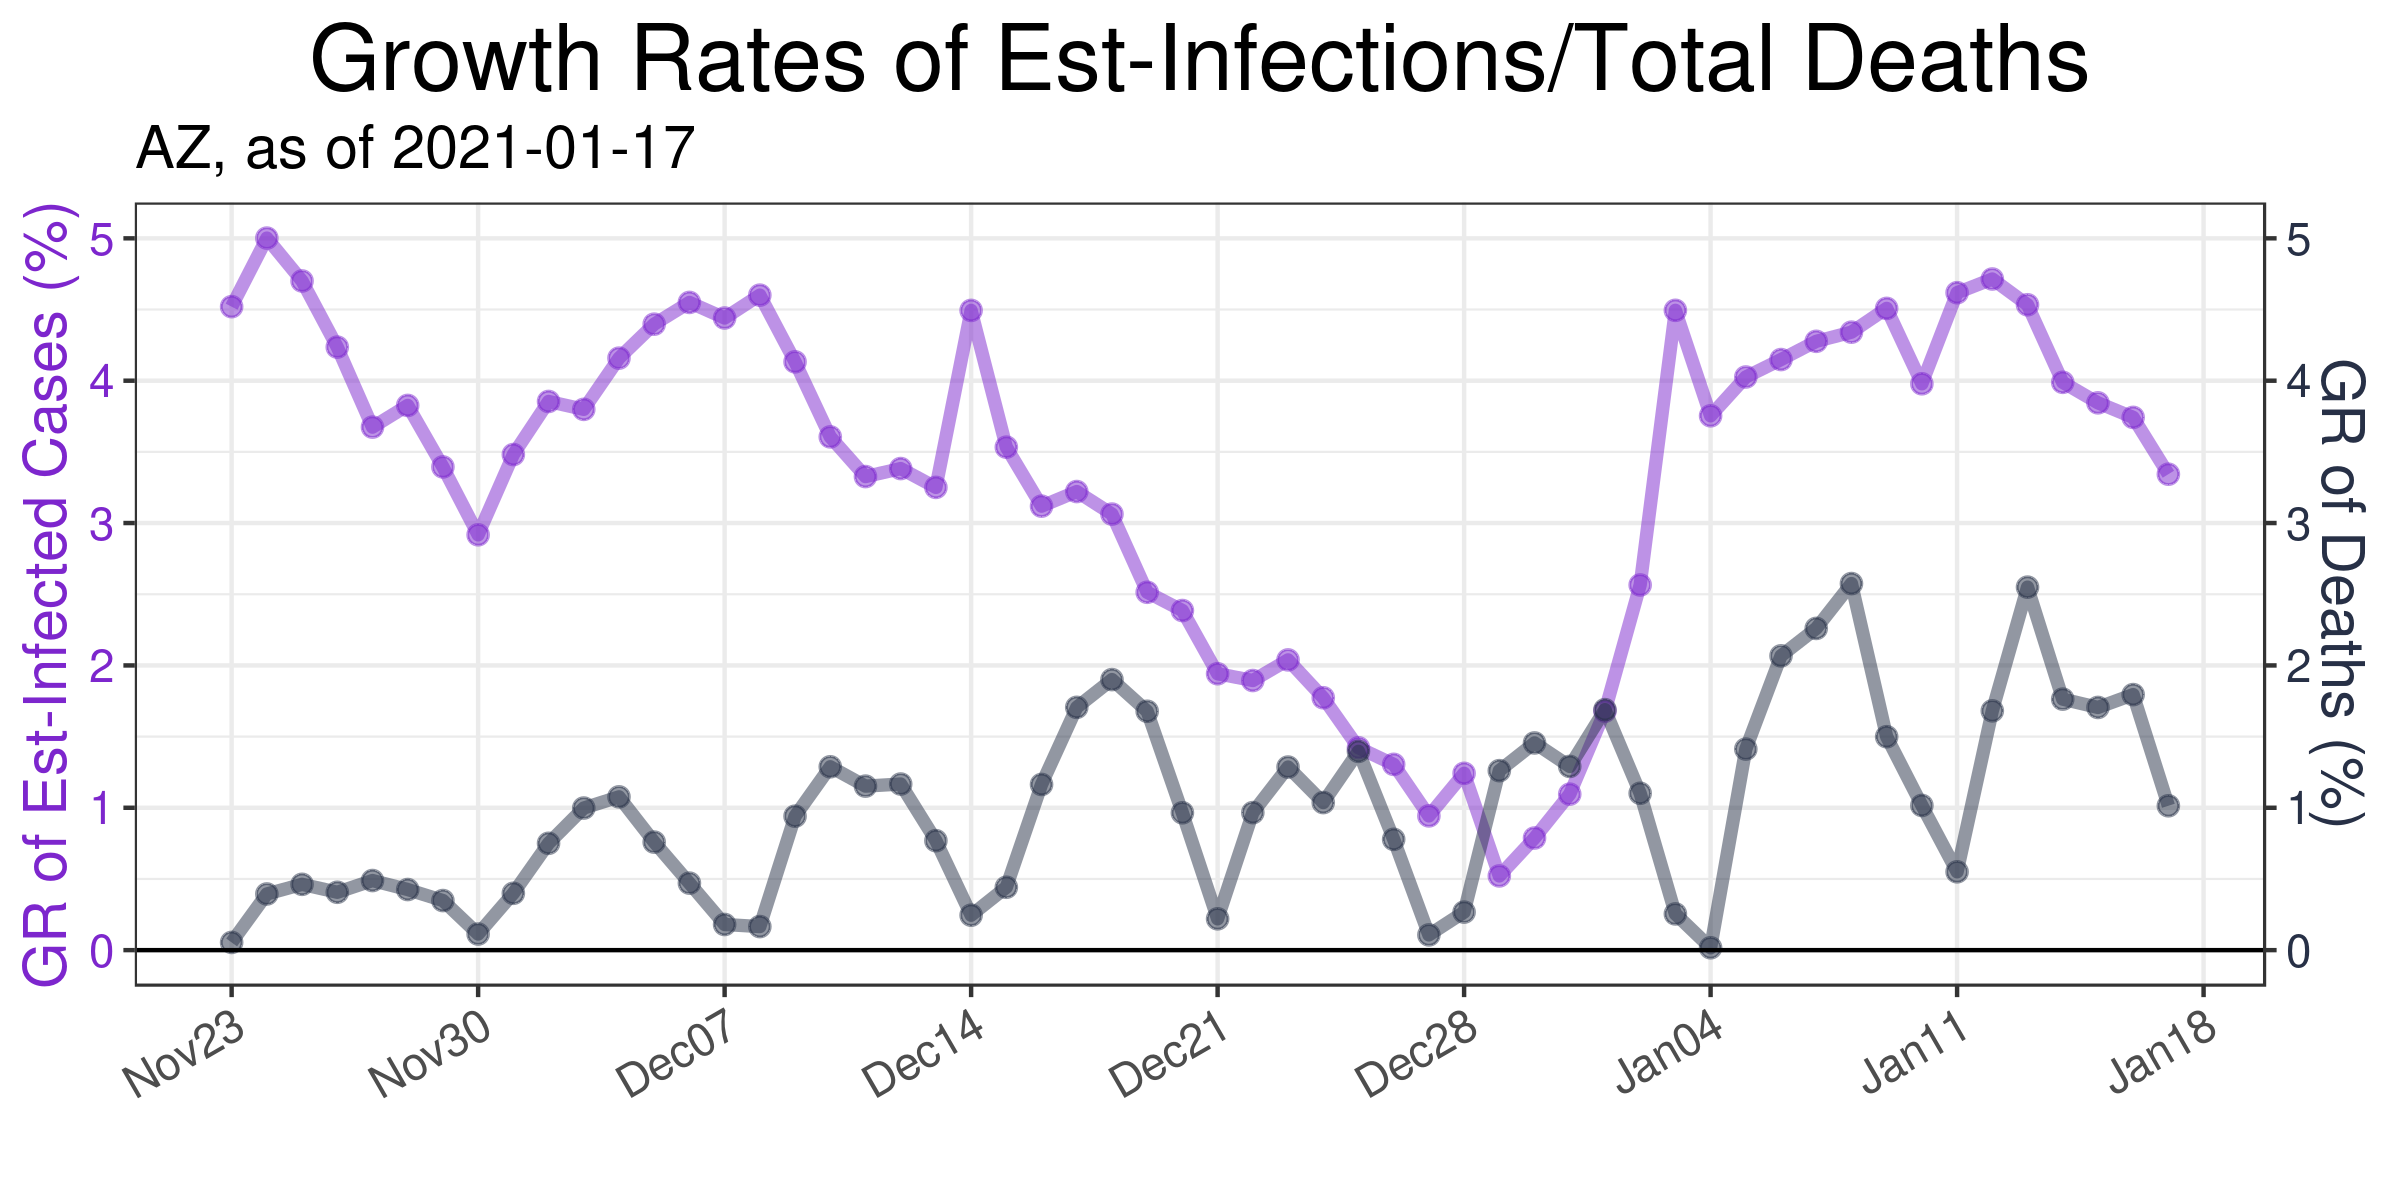 Growth Rates of Est-Infections/Total Deaths
AZ, as of 2021-01-17
GR of Est-Infected Cases (%)
5
4
3
2
1
0
5
4
3
2
1
0
GR of Deaths (%)
Nov23
Nov30
Dec07
Dec14
Dec21
Dec28
Jan04
Jan11
Jan18